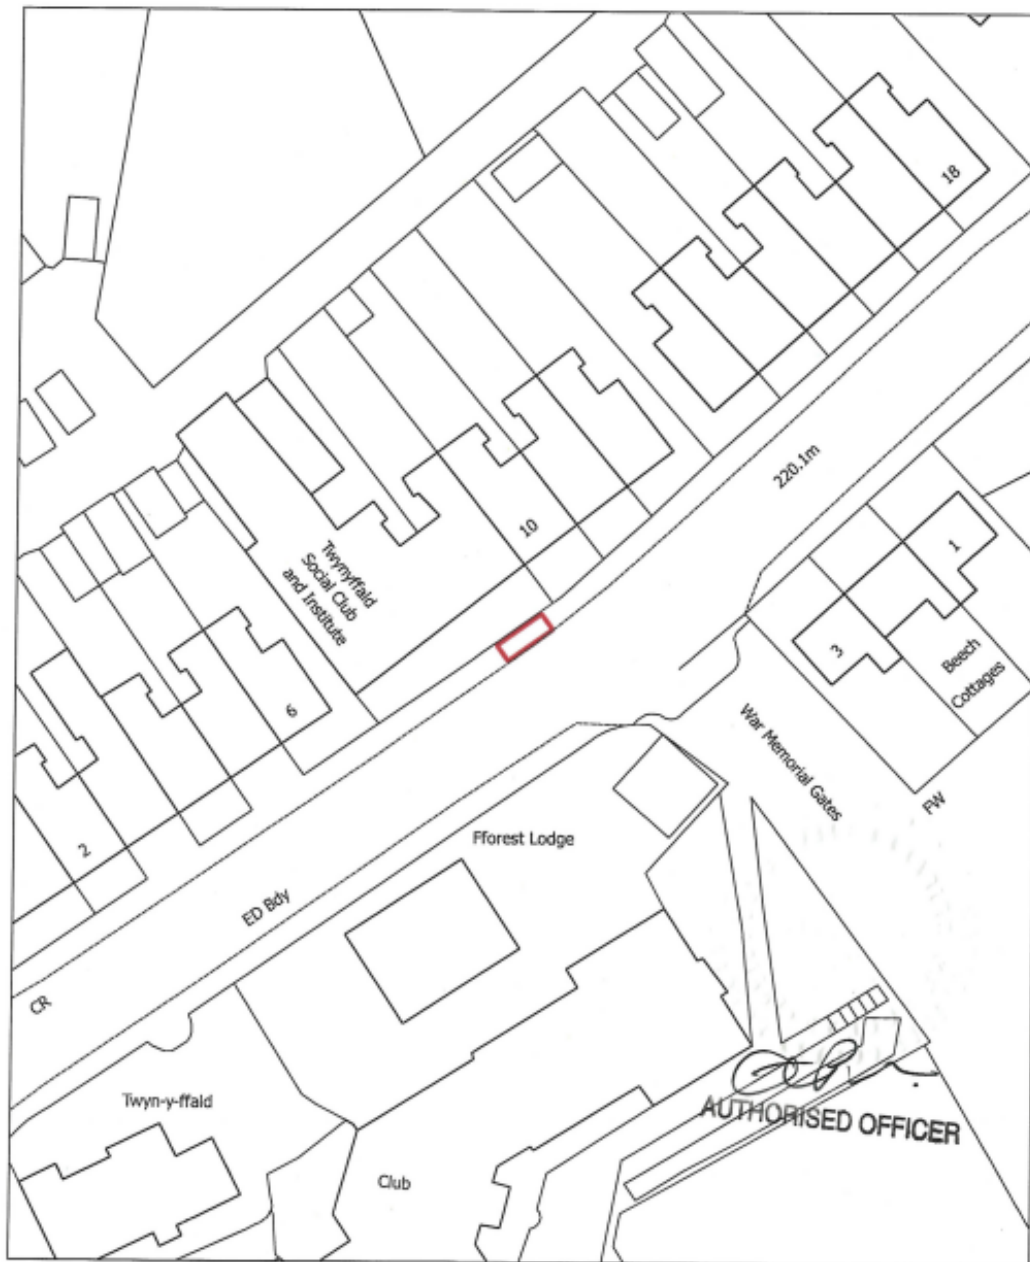 18
220.1m
10
Twynyffald
Social Club
and Institute
1
3
Beech
Cottages
6
War Memorial Gates
FW
2
Fforest Lodge
ED Bdy
CR
Twyn-y-ffald
AUTHORISED OFFICER
Club